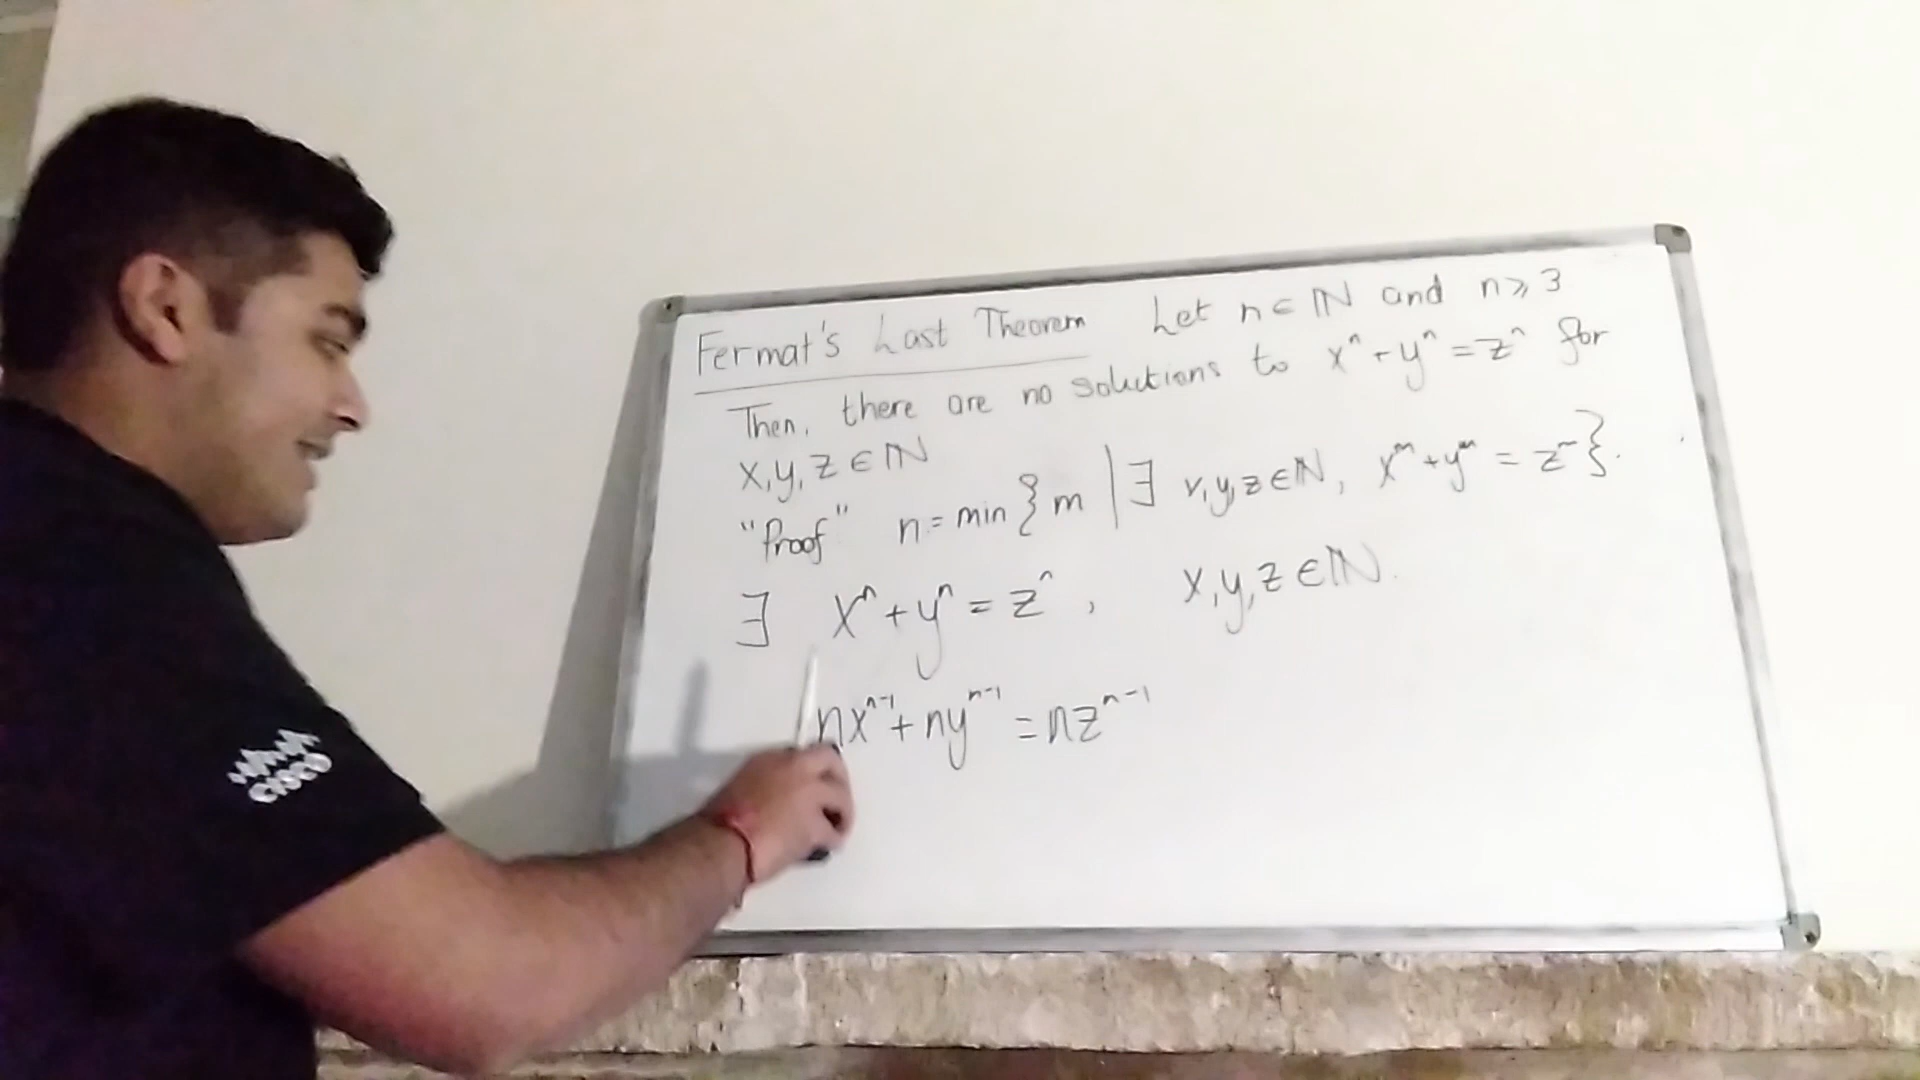 Fermat's Last Theorem Let n ∈ ℕ and n ⩾ 3
Then, there are no solutions to xⁿ + yⁿ = zⁿ for
x, y, z ∈ ℕ
"Proof" n = min { m | ∃ x, y, z ∈ ℕ, xᵐ + yᵐ = zᵐ }.
∃ xⁿ + yⁿ = zⁿ , x, y, z ∈ ℕ.
nxⁿ⁻¹ + nyⁿ⁻¹ = nzⁿ⁻¹
CISCO